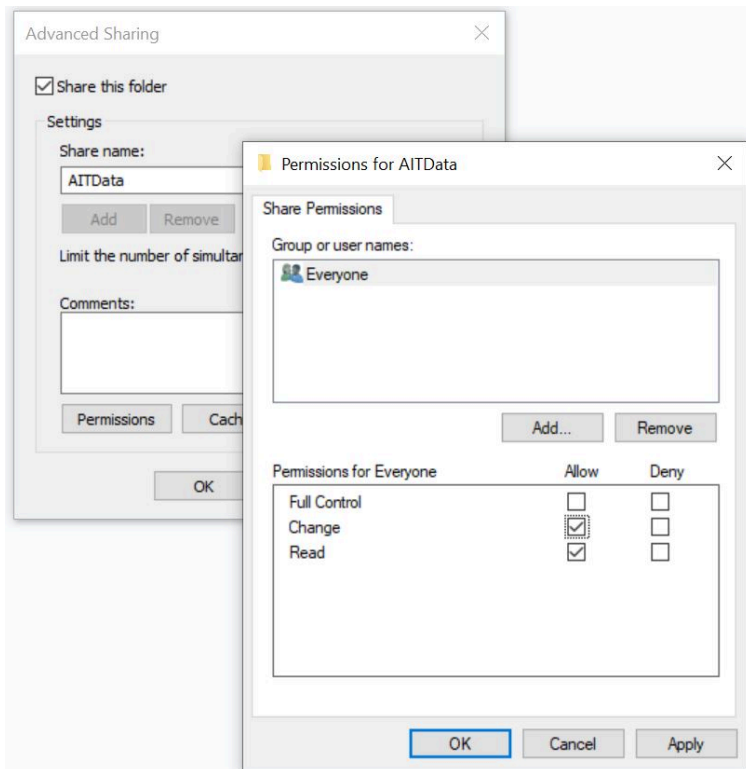 Advanced Sharing
Share this folder
Settings
Share name:
AITData
Add Remove
Limit the number of simultar
Comments:
Permissions Cach
OK
Permissions for AITData
Share Permissions
Group or user names:
Everyone
Add... Remove
Permissions for Everyone Allow Deny
Full Control
Change
Read
OK Cancel Apply